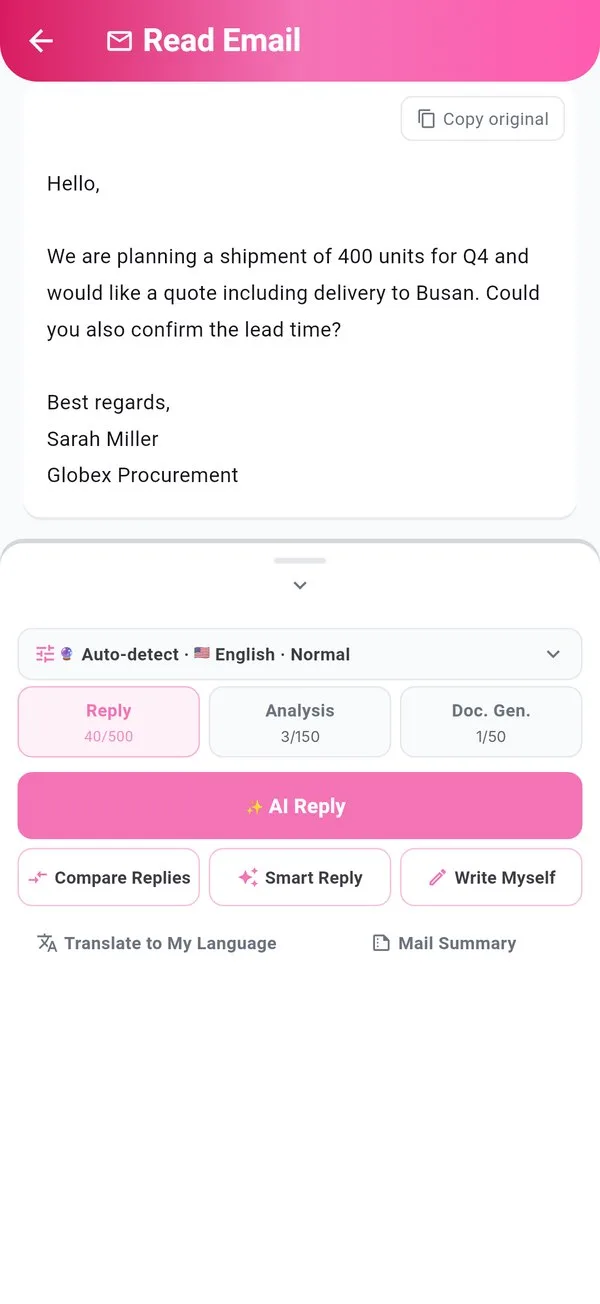 Read Email
Copy original
Hello,
We are planning a shipment of 400 units for Q4 and
would like a quote including delivery to Busan. Could
you also confirm the lead time?
Best regards,
Sarah Miller
Globex Procurement
Auto-detect · 🇺🇸 English · Normal
Reply
40/500
Analysis
3/150
Doc. Gen.
1/50
✨ AI Reply
Compare Replies
Smart Reply
Write Myself
Translate to My Language
Mail Summary